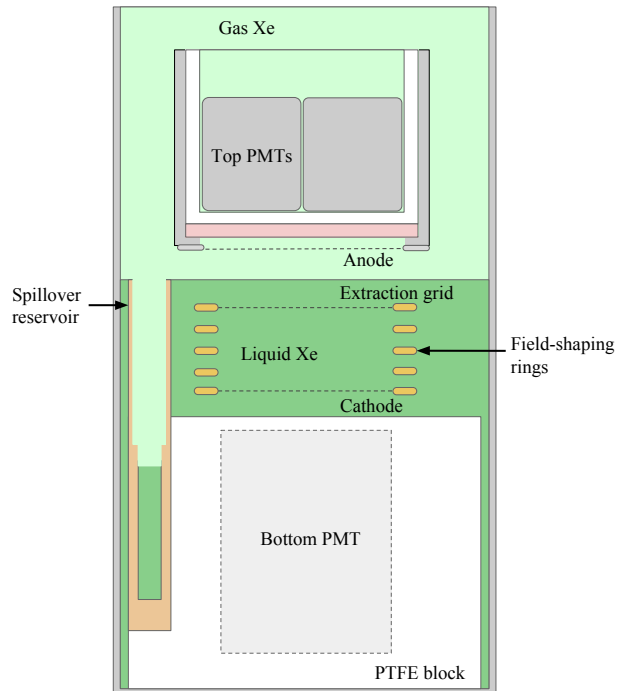 Gas Xe
Top PMTs
Anode
Spillover
reservoir
Extraction grid
Liquid Xe
Field-shaping
rings
Cathode
Bottom PMT
PTFE block